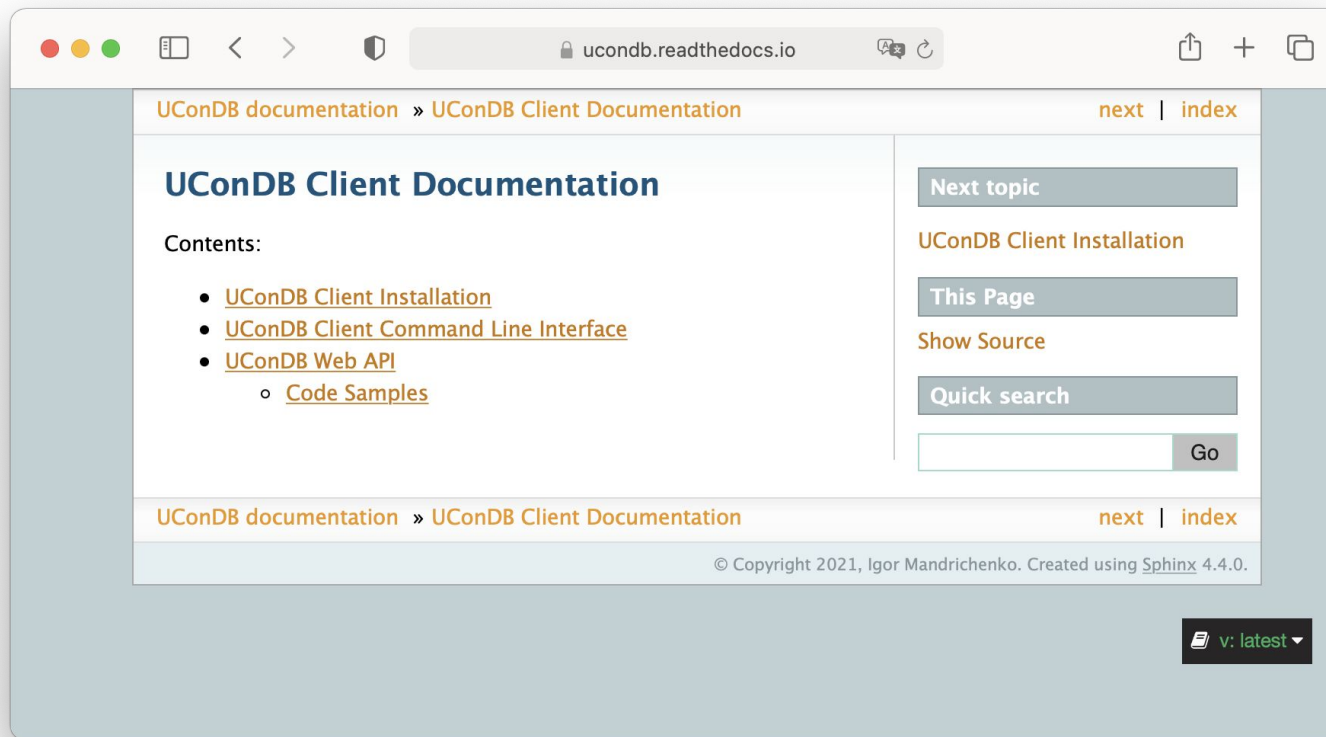 ucondb.readthedocs.io
UConDB documentation » UConDB Client Documentation next | index
UConDB Client Documentation
Contents:
UConDB Client Installation
UConDB Client Command Line Interface
UConDB Web API
Code Samples
Next topic
UConDB Client Installation
This Page
Show Source
Quick search
Go
UConDB documentation » UConDB Client Documentation next | index
© Copyright 2021, Igor Mandrichenko. Created using Sphinx 4.4.0.
v: latest